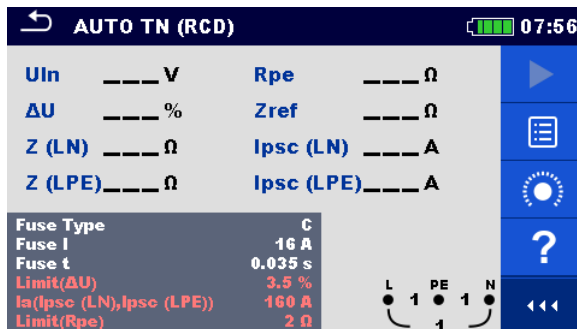 AUTO TN (RCD) 07:56
Uln ___V Rpe ___Ω
ΔU ___% Zref ___Ω
Z (LN) ___Ω Ipsc (LN) ___A
Z (LPE)___Ω Ipsc (LPE)___A
Fuse Type C
Fuse I 16 A
Fuse t 0.035 s
Limit(ΔU) 3.5 %
Ia(Ipsc (LN),Ipsc (LPE)) 160 A
Limit(Rpe) 2 Ω
L PE N
1 1
1
?